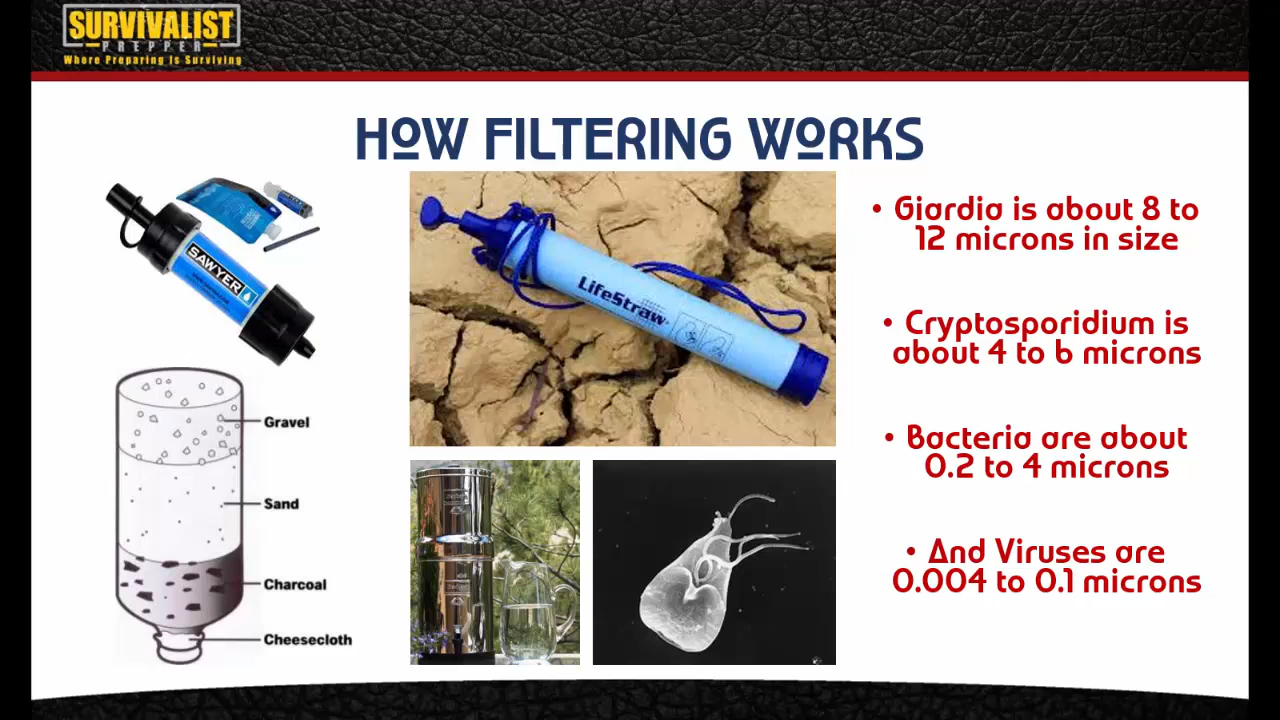 SURVIVALIST
PREPPER
Where Preparing Is Surviving
HOW FILTERING WORKS
SAWYER
LifeStraw
Gravel
Sand
Charcoal
Cheesecloth
• Giardia is about 8 to
12 microns in size
• Cryptosporidium is
about 4 to 6 microns
• Bacteria are about
0.2 to 4 microns
• And Viruses are
0.004 to 0.1 microns